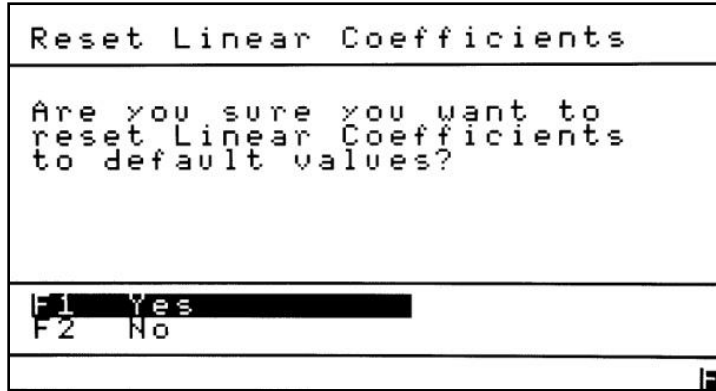 Reset Linear Coefficients
Are you sure you want to
reset Linear Coefficients
to default values?
F1 Yes
F2 No